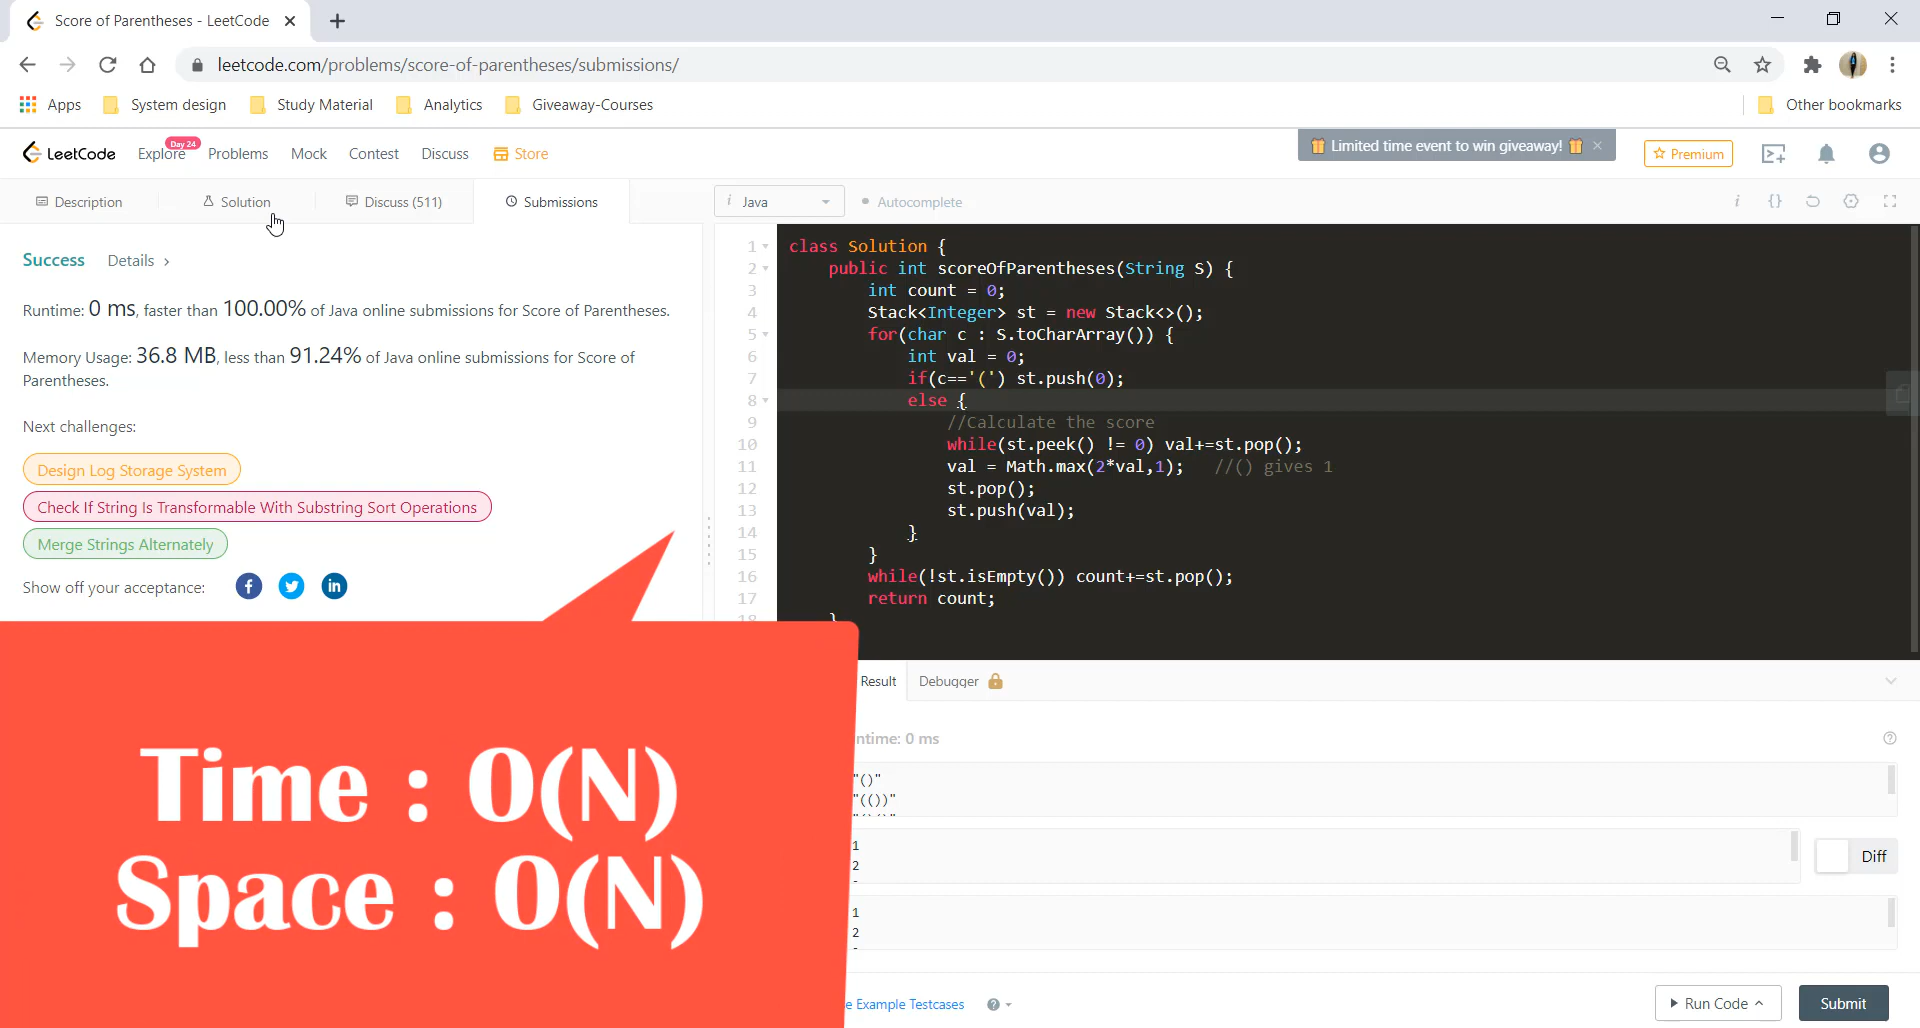 Score of Parentheses - LeetCode
leetcode.com/problems/score-of-parentheses/submissions/
Apps System design Study Material Analytics Giveaway-Courses Other bookmarks
LeetCode Explore Day 24 Problems Mock Contest Discuss Store
Limited time event to win giveaway!
Premium
Description Solution Discuss (511) Submissions
i Java Autocomplete
Success Details
Runtime: 0 ms, faster than 100.00% of Java online submissions for Score of Parentheses.
Memory Usage: 36.8 MB, less than 91.24% of Java online submissions for Score of
Parentheses.
Next challenges:
Design Log Storage System
Check If String Is Transformable With Substring Sort Operations
Merge Strings Alternately
Show off your acceptance:
1 class Solution {
2 public int scoreOfParentheses(String S) {
3 int count = 0;
4 Stack<Integer> st = new Stack<>();
5 for(char c : S.toCharArray()) {
6 int val = 0;
7 if(c=='(') st.push(0);
8 else {
9 //Calculate the score
10 while(st.peek() != 0) val+=st.pop();
11 val = Math.max(2*val,1); //() gives 1
12 st.pop();
13 st.push(val);
14 }
15 }
16 while(!st.isEmpty()) count+=st.pop();
17 return count;
18 }
Time : O(N)
Space : O(N)
Result Debugger
ntime: 0 ms
"()"
"(())"
1
2
Diff
1
2
e Example Testcases
Run Code
Submit